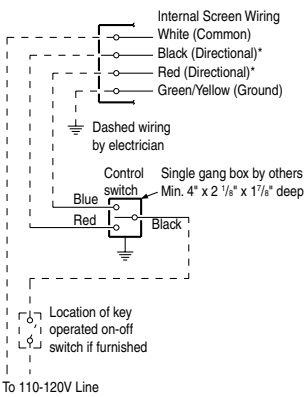 Internal Screen Wiring
White (Common)
Black (Directional)*
Red (Directional)*
Green/Yellow (Ground)
Dashed wiring
by electrician
Control
switch
Single gang box by others
Min. 4" x 2 1/8" x 17/8" deep
Blue
Red
Black
Location of key
operated on-off
switch if furnished
To 110-120V Line